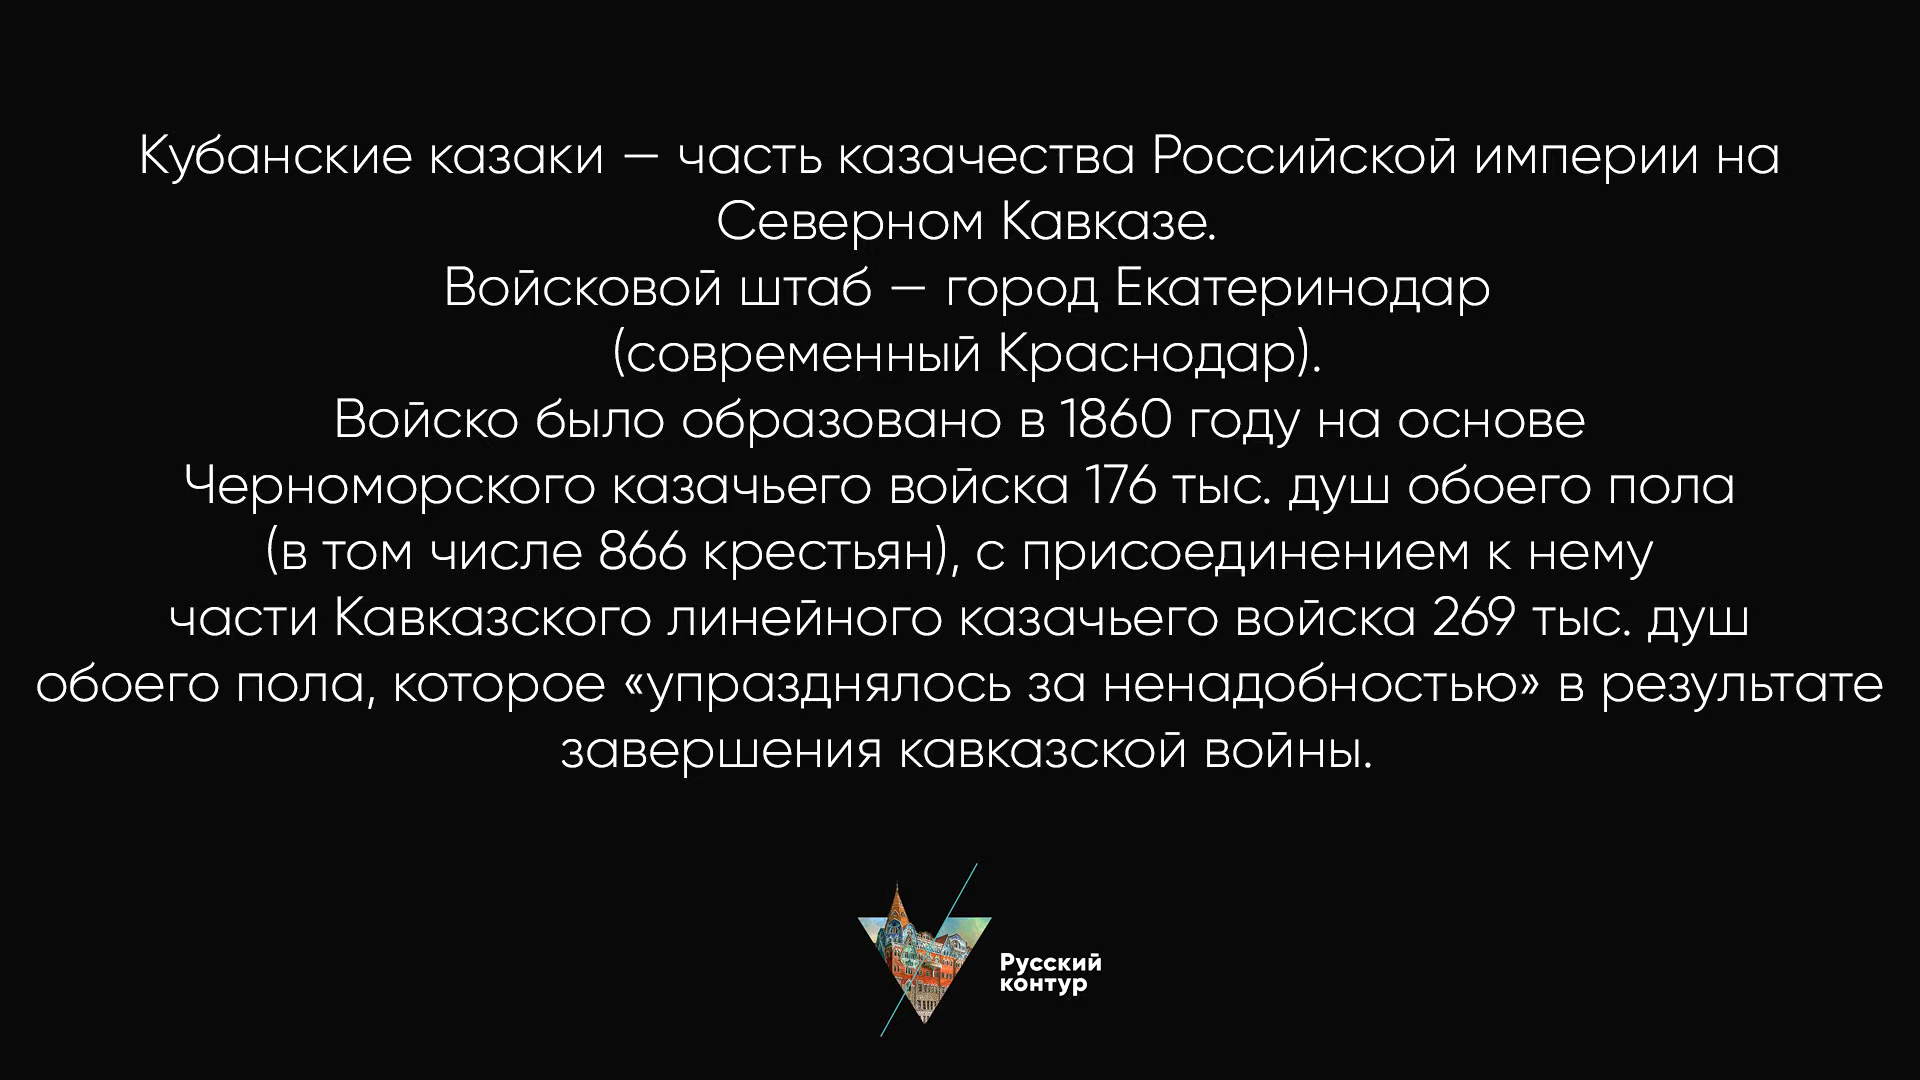 Кубанские казаки — часть казачества Российской империи на
Северном Кавказе.
Войсковой штаб — город Екатеринодар
(современный Краснодар).
Войско было образовано в 1860 году на основе
Черноморского казачьего войска 176 тыс. душ обоего пола
(в том числе 866 крестьян), с присоединением к нему
части Кавказского линейного казачьего войска 269 тыс. душ
обоего пола, которое «упразднялось за ненадобностью» в результате
завершения кавказской войны.
Русский
контур